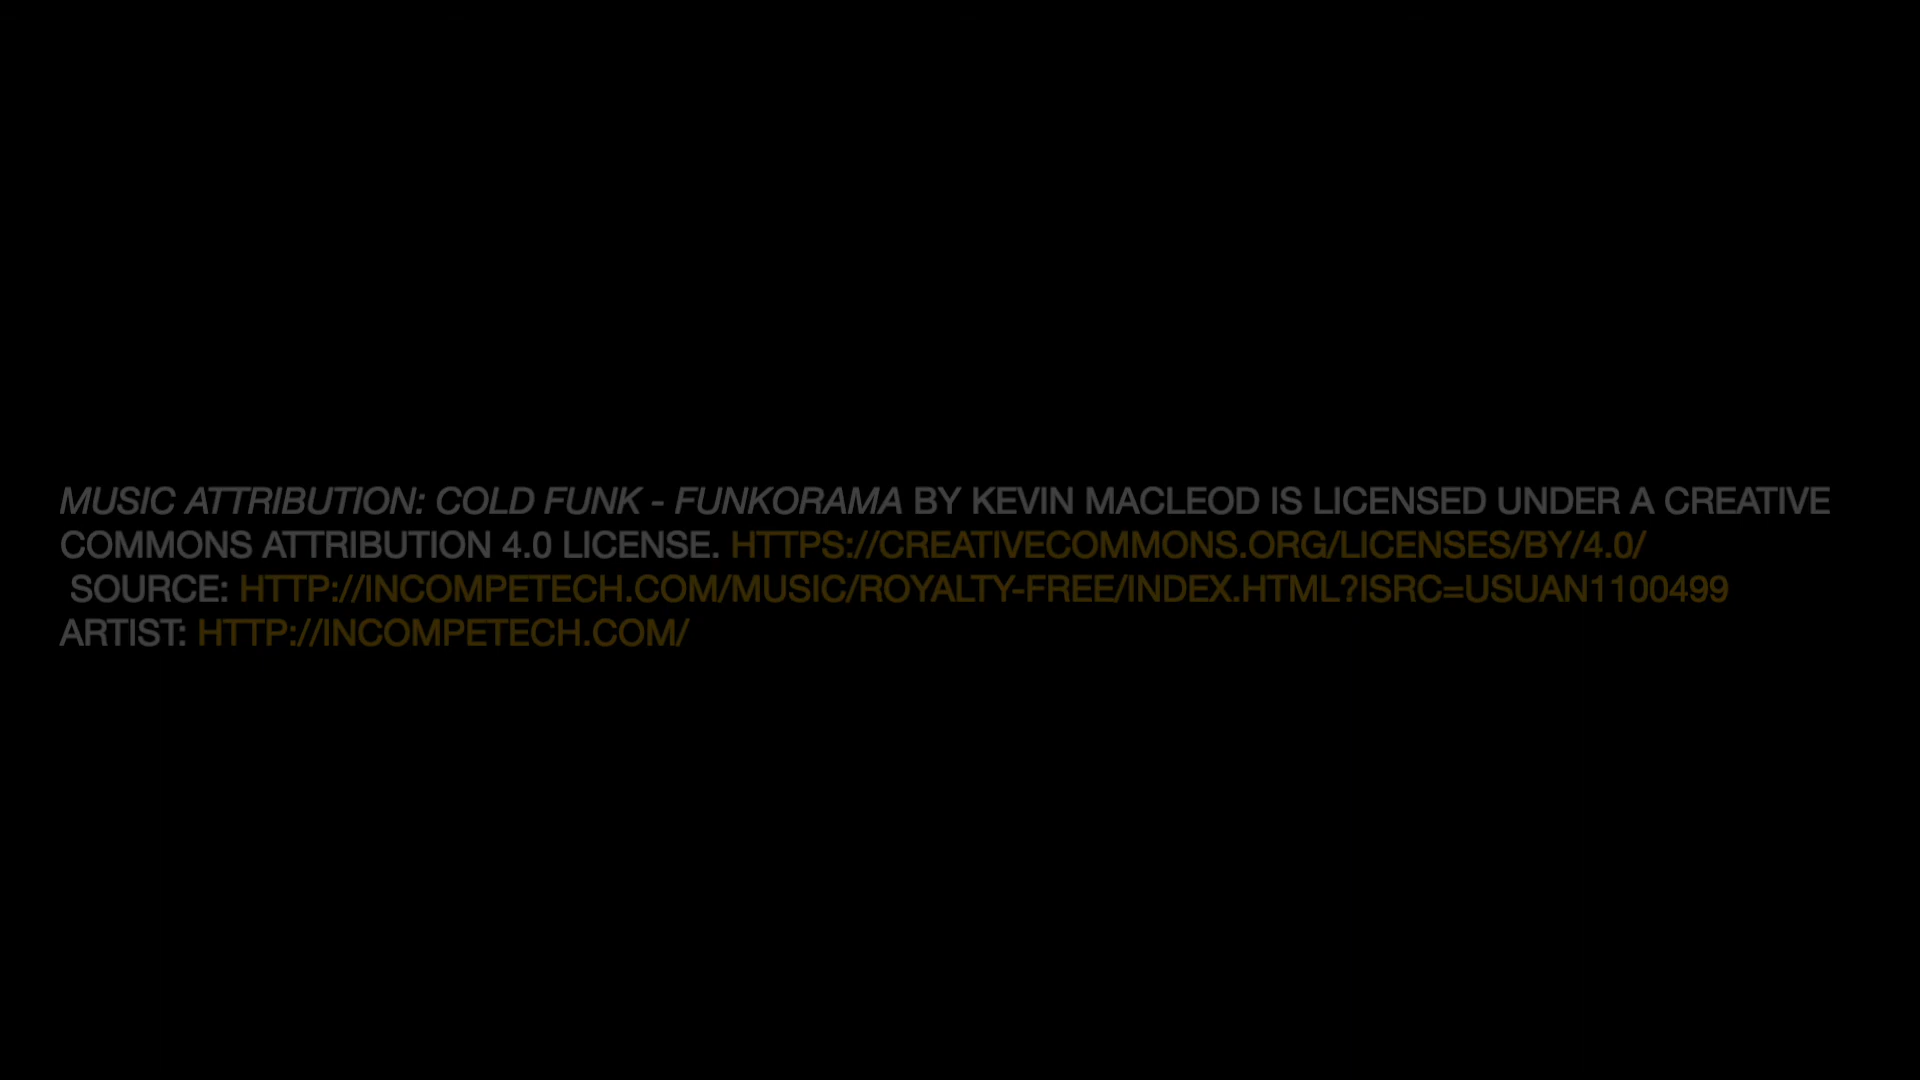 MUSIC ATTRIBUTION: COLD FUNK - FUNKORAMA BY KEVIN MACLEOD IS LICENSED UNDER A CREATIVE
COMMONS ATTRIBUTION 4.0 LICENSE. HTTPS://CREATIVECOMMONS.ORG/LICENSES/BY/4.0/
SOURCE: HTTP://INCOMPETECH.COM/MUSIC/ROYALTY-FREE/INDEX.HTML?ISRC=USUAN1100499
ARTIST: HTTP://INCOMPETECH.COM/